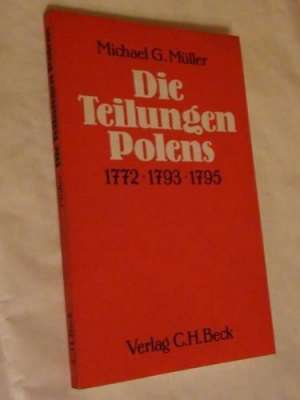 Michael G. Müller
Die
Teilungen
Polens
1772 · 1793 · 1795
Verlag C.H. Beck